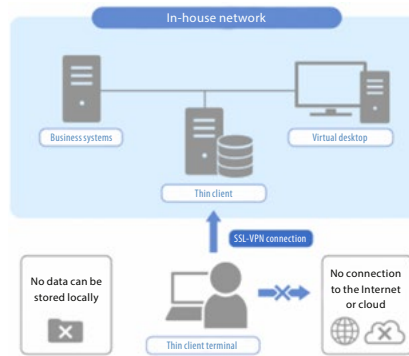 In-house network
Business systems
Virtual desktop
Thin client
SSL-VPN connection
No data can be
stored locally
No connection
to the Internet
or cloud
Thin client terminal